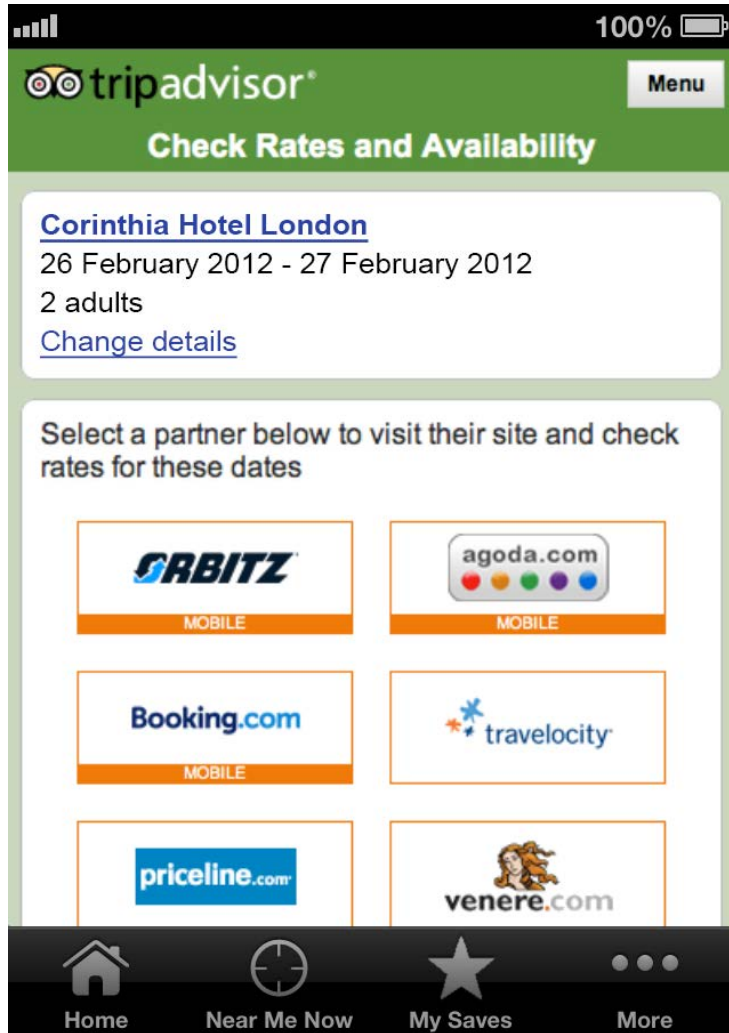 100%
tripadvisor®
Menu
Check Rates and Availability
Corinthia Hotel London
26 February 2012 - 27 February 2012
2 adults
Change details
Select a partner below to visit their site and check
rates for these dates
ORBITZ
MOBILE
agoda.com
MOBILE
Booking.com
MOBILE
travelocity
priceline.com
venere.com
Home
Near Me Now
My Saves
More